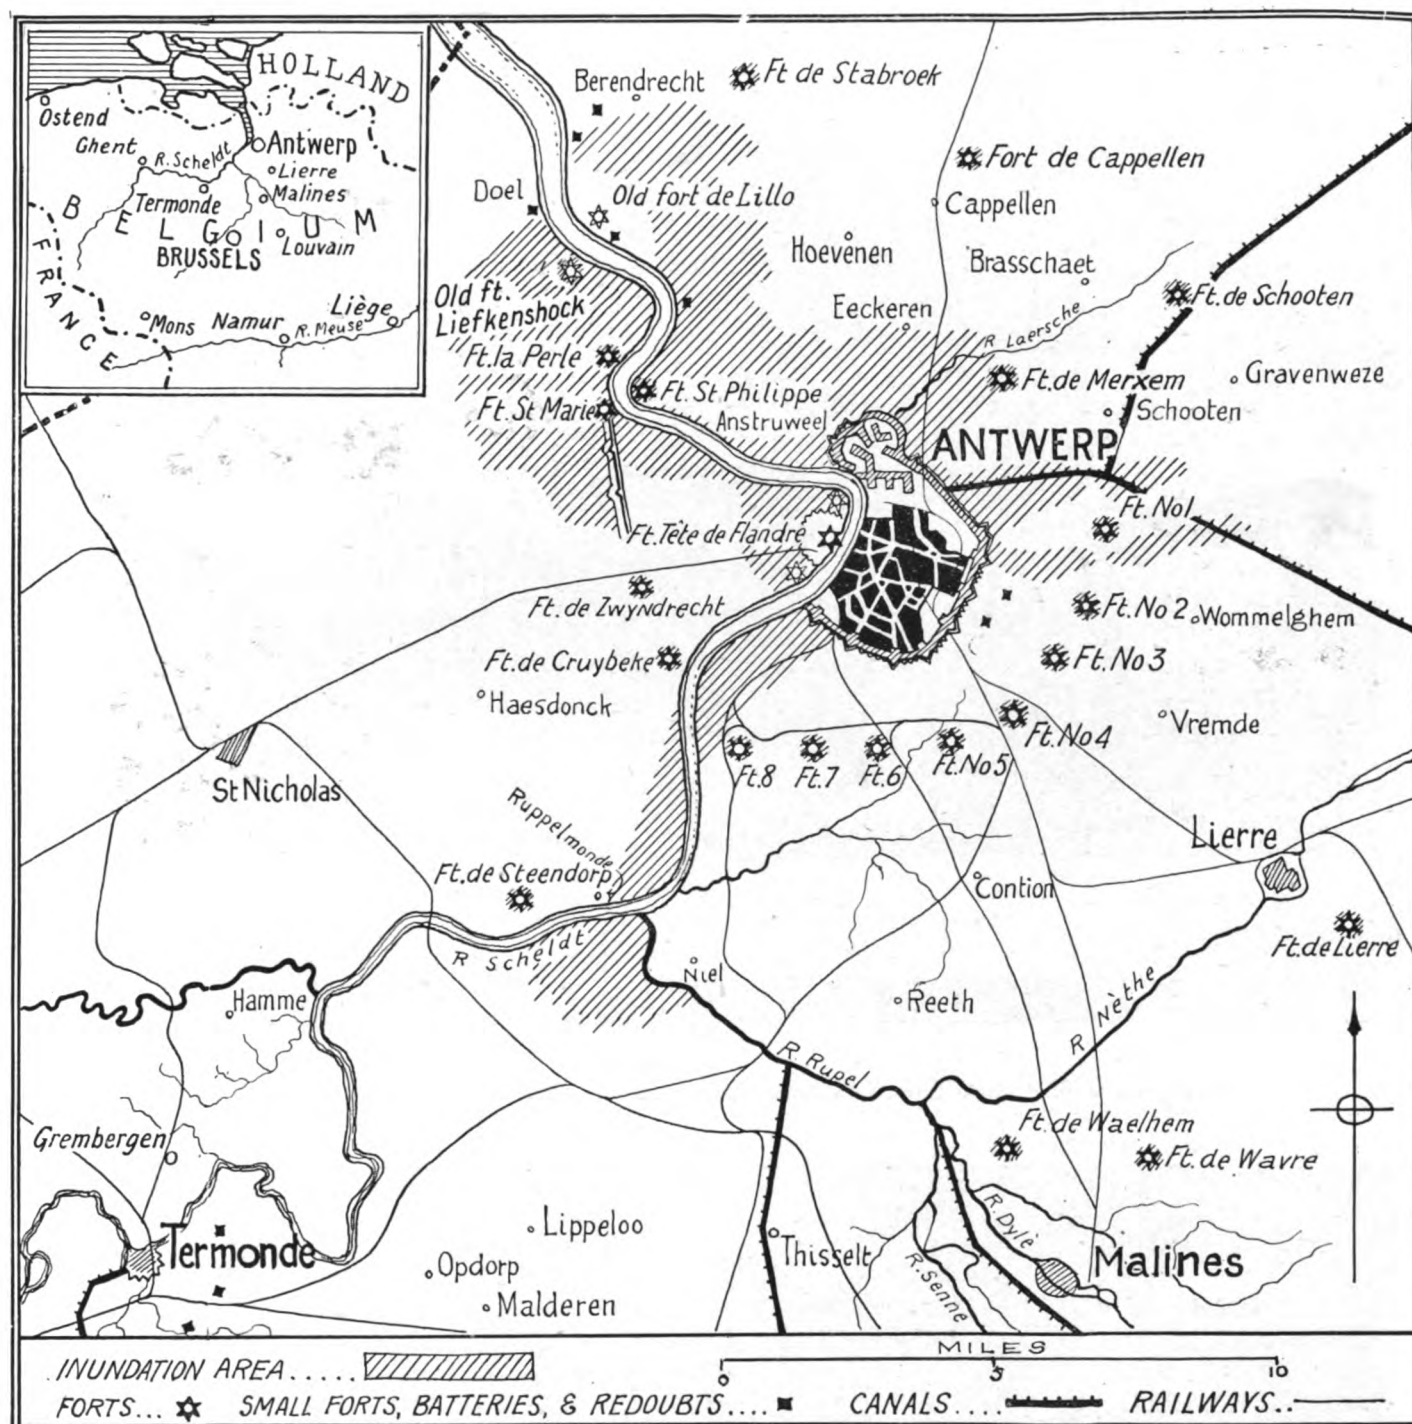 HOLLAND
Ostend
Ghent
R. Scheldt
Antwerp
Lierre
Termonde
Malines
BELGIUM
BRUSSELS
Louvain
FRANCE
Mons
Namur
R. Meuse
Liège
Berendrecht
Ft de Stabroek
Fort de Cappellen
Doel
Old fort de Lillo
Cappellen
Hoevenen
Brasschaet
Old ft.
Liefkenshock
Eeckeren
R Laersche
Ft. de Schooten
Ft. la Perle
Ft. St Philippe
Ft. de Merxem
Gravenweze
Ft. St Marie
Anstruweel
Schooten
ANTWERP
Ft. No 1
Ft. Tête de Flandre
Ft. de Zwyndrecht
Ft. No 2
Wommelghem
Ft. de Cruybeke
Ft. No 3
Haesdonck
Vremde
Ft. No 4
Ft. 8
Ft. 7
Ft. 6
Ft. No 5
St Nicholas
Ruppelmonde
Lierre
Ft. de Steendorp
Contion
Ft. de Lierre
R Scheldt
Niel
Reeth
R Nèthe
Hamme
R. Rupel
Grembergen
Ft. de Waelhem
Ft. de Wavre
R. Dylè
Lippeloo
Termonde
Thisselt
R. Senne
Malines
Opdorp
Malderen
MILES
INUNDATION AREA.....
0 5 10
FORTS... SMALL FORTS, BATTERIES, & REDOUBTS.... CANALS.... RAILWAYS..